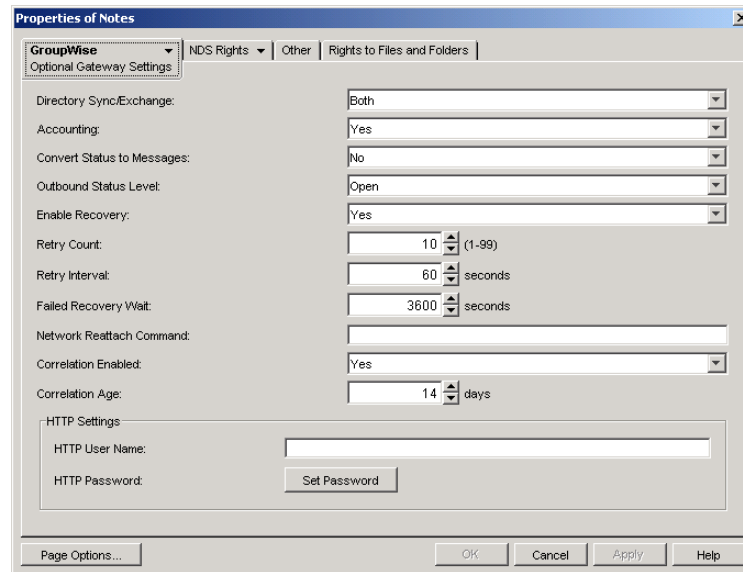 Properties of Notes
GroupWise NDS Rights Other Rights to Files and Folders
Optional Gateway Settings
Directory Sync/Exchange: Both
Accounting: Yes
Convert Status to Messages: No
Outbound Status Level: Open
Enable Recovery: Yes
Retry Count: 10 (1-99)
Retry Interval: 60 seconds
Failed Recovery Wait: 3600 seconds
Network Reattach Command:
Correlation Enabled: Yes
Correlation Age: 14 days
HTTP Settings
HTTP User Name:
HTTP Password: Set Password
Page Options... OK Cancel Apply Help